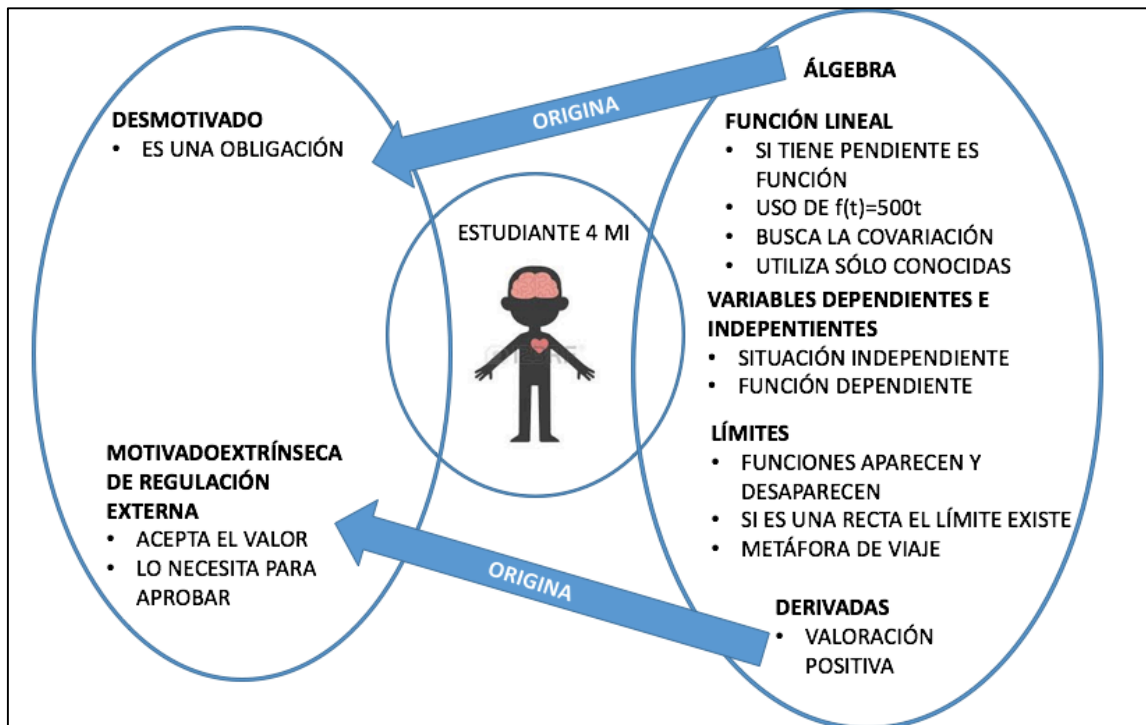 DESMOTIVADO
• ES UNA OBLIGACIÓN
MOTIVADOEXTRÍNSECA
DE REGULACIÓN
EXTERNA
• ACEPTA EL VALOR
• LO NECESITA PARA
APROBAR
ORIGINA
ESTUDIANTE 4 MI
ORIGINA
ÁLGEBRA
FUNCIÓN LINEAL
• SI TIENE PENDIENTE ES
FUNCIÓN
• USO DE f(t)=500t
• BUSCA LA COVARIACIÓN
• UTILIZA SÓLO CONOCIDAS
VARIABLES DEPENDIENTES E
INDEPENTIENTES
• SITUACIÓN INDEPENDIENTE
• FUNCIÓN DEPENDIENTE
LÍMITES
• FUNCIONES APARECEN Y
DESAPARECEN
• SI ES UNA RECTA EL LÍMITE EXISTE
• METÁFORA DE VIAJE
DERIVADAS
• VALORACIÓN
POSITIVA